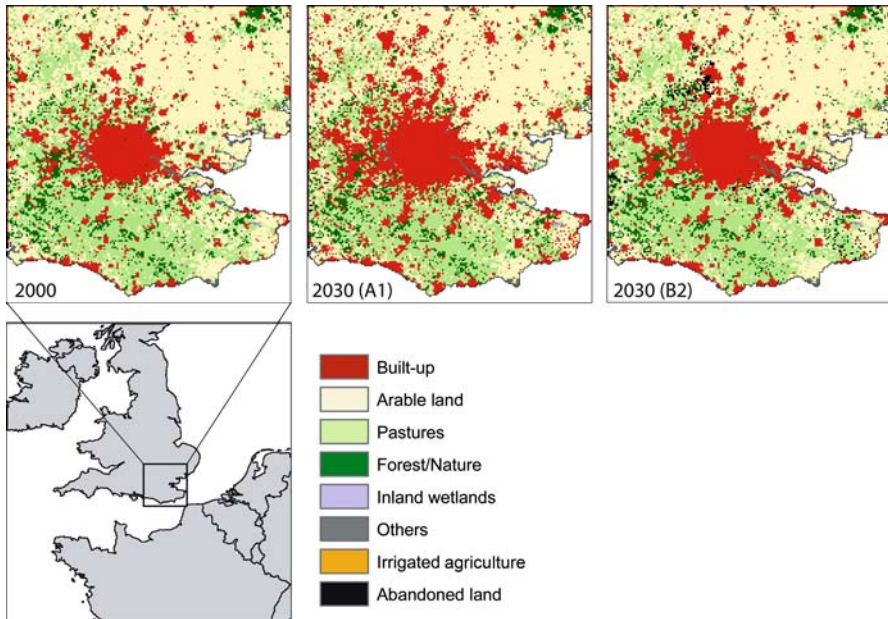 2000
2030 (A1)
2030 (B2)
Built-up
Arable land
Pastures
Forest/Nature
Inland wetlands
Others
Irrigated agriculture
Abandoned land